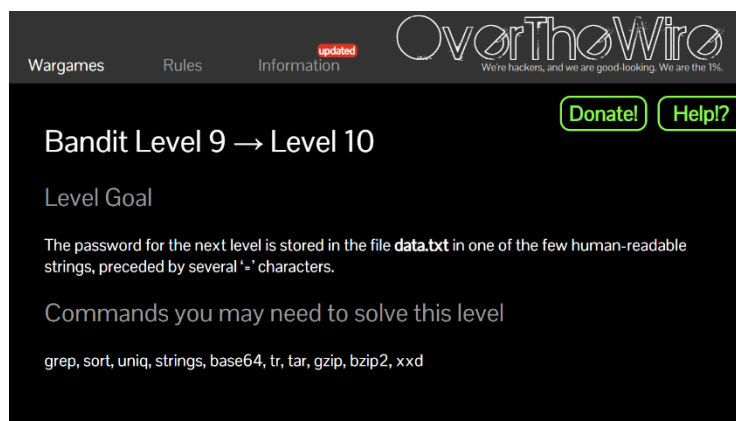 OverTheWire
updated
Wargames Rules Information
We're hackers, and we are good-looking. We are the 1%.
Donate! Help!?
Bandit Level 9 → Level 10
Level Goal
The password for the next level is stored in the file data.txt in one of the few human-readable
strings, preceded by several ‘=’ characters.
Commands you may need to solve this level
grep, sort, uniq, strings, base64, tr, tar, gzip, bzip2, xxd